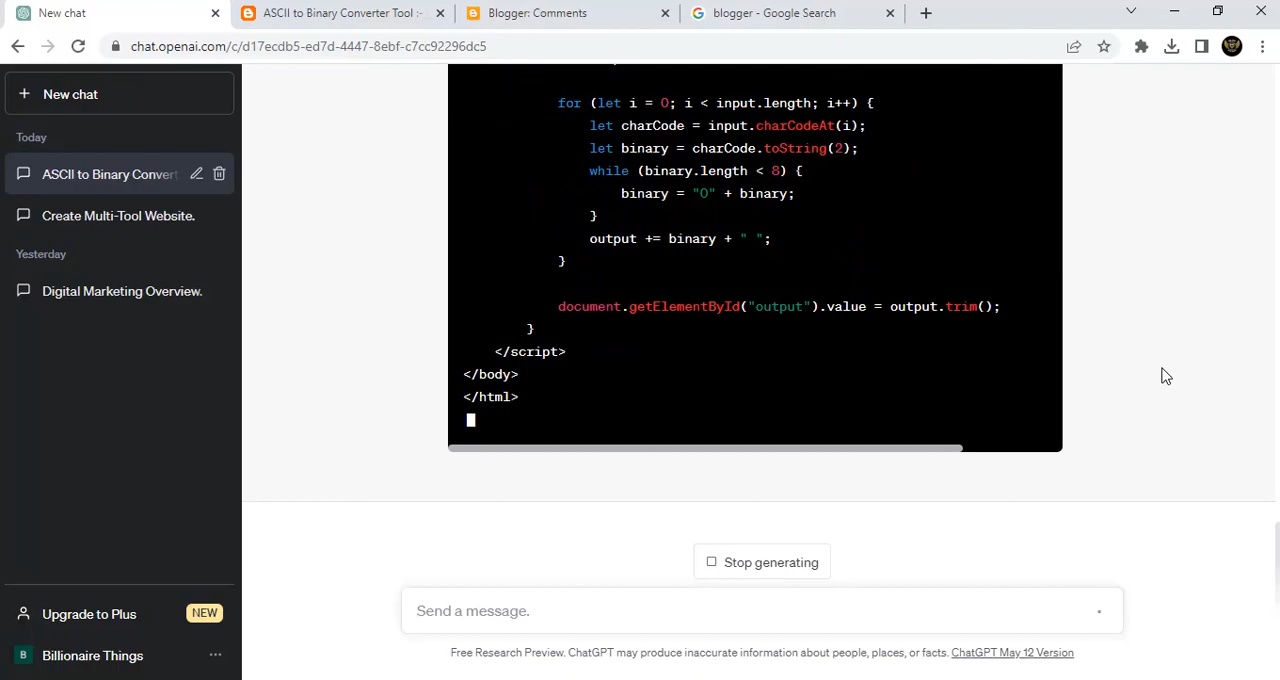 New chat
ASCII to Binary Converter Tool :-
Blogger: Comments
blogger - Google Search
chat.openai.com/c/d17ecdb5-ed7d-4447-8ebf-c7cc92296dc5
+ New chat
Today
ASCII to Binary Convert
Create Multi-Tool Website.
Yesterday
Digital Marketing Overview.
Upgrade to Plus NEW
B Billionaire Things ...
for (let i = 0; i < input.length; i++) {
let charCode = input.charCodeAt(i);
let binary = charCode.toString(2);
while (binary.length < 8) {
binary = "0" + binary;
}
output += binary + " ";
}
document.getElementById("output").value = output.trim();
}
</script>
</body>
</html>
Stop generating
Send a message.
Free Research Preview. ChatGPT may produce inaccurate information about people, places, or facts. ChatGPT May 12 Version